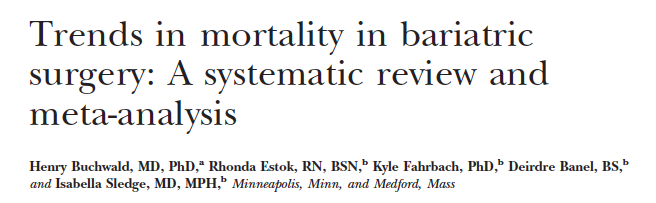 Trends in mortality in bariatric
surgery: A systematic review and
meta-analysis
Henry Buchwald, MD, PhD,ᵃ Rhonda Estok, RN, BSN,ᵇ Kyle Fahrbach, PhD,ᵇ Deirdre Banel, BS,ᵇ
and Isabella Sledge, MD, MPH,ᵇ Minneapolis, Minn, and Medford, Mass